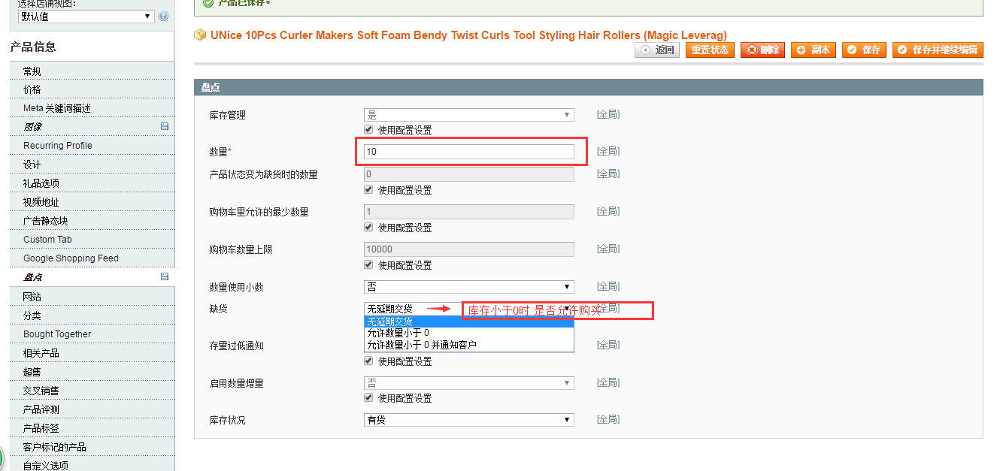 选择店铺视图:
默认值
产品已保存。
产品信息
常规
价格
Meta 关键词描述
图像
Recurring Profile
设计
礼品选项
视频地址
广告静态块
Custom Tab
Google Shopping Feed
盘点
网站
分类
Bought Together
相关产品
超售
交叉销售
产品评测
产品标签
客户标记的产品
自定义选项
UNice 10Pcs Curler Makers Soft Foam Bendy Twist Curls Tool Styling Hair Rollers (Magic Leverag)
返回 重置状态 删除 副本 保存 保存并继续编辑
盘点
库存管理 是 [全局]
使用配置设置
数量* 10 [全局]
产品状态变为缺货时的数量 0 [全局]
使用配置设置
购物车里允许的最少数量 1 [全局]
使用配置设置
购物车数量上限 10000 [全局]
使用配置设置
数量使用小数 否 [全局]
缺货 无延期交货 库存小于0时 是否允许购买 [全局]
无延期交货
允许数量小于 0
允许数量小于 0 并通知客户
存量过低通知 [全局]
使用配置设置
启用数量增量 否 [全局]
使用配置设置
库存状况 有货 [全局]